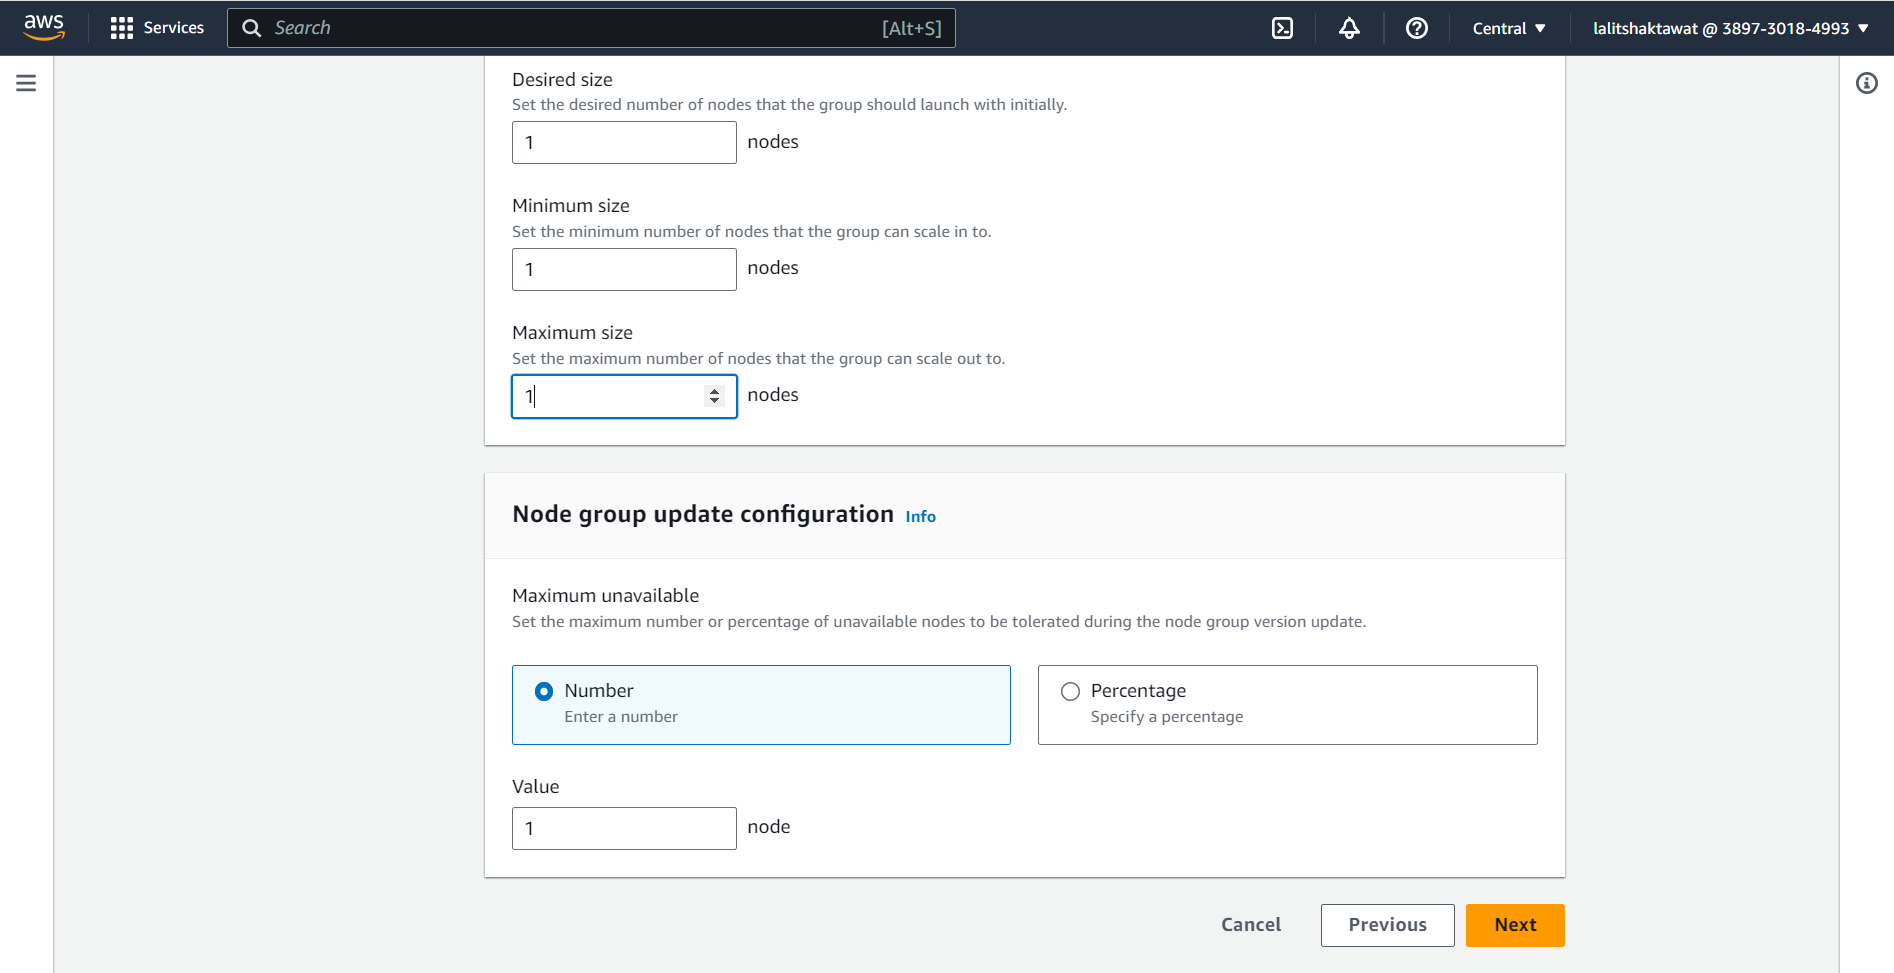 aws
Services
Search
[Alt+S]
Central
lalitshaktawat @ 3897-3018-4993
Desired size
Set the desired number of nodes that the group should launch with initially.
1
nodes
Minimum size
Set the minimum number of nodes that the group can scale in to.
1
nodes
Maximum size
Set the maximum number of nodes that the group can scale out to.
1
nodes
Node group update configuration Info
Maximum unavailable
Set the maximum number or percentage of unavailable nodes to be tolerated during the node group version update.
Number
Enter a number
Percentage
Specify a percentage
Value
1
node
Cancel
Previous
Next